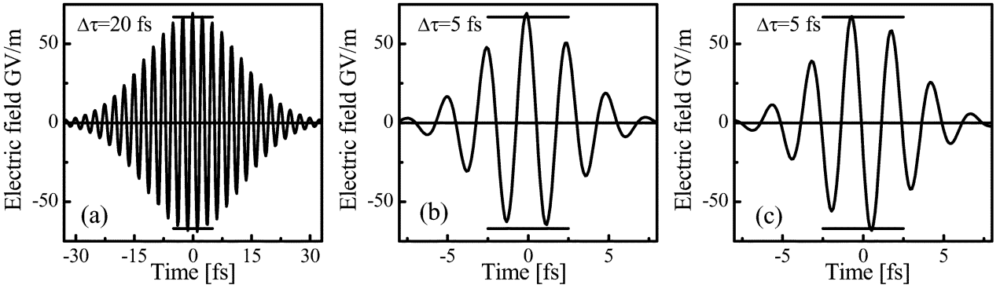 Δτ=20 fs
Electric field GV/m
50
0
-50
(a)
-30 -15 0 15 30
Time [fs]
Δτ=5 fs
Electric field GV/m
50
0
-50
(b)
-5 0 5
Time [fs]
Δτ=5 fs
Electric field GV/m
50
0
-50
(c)
-5 0 5
Time [fs]